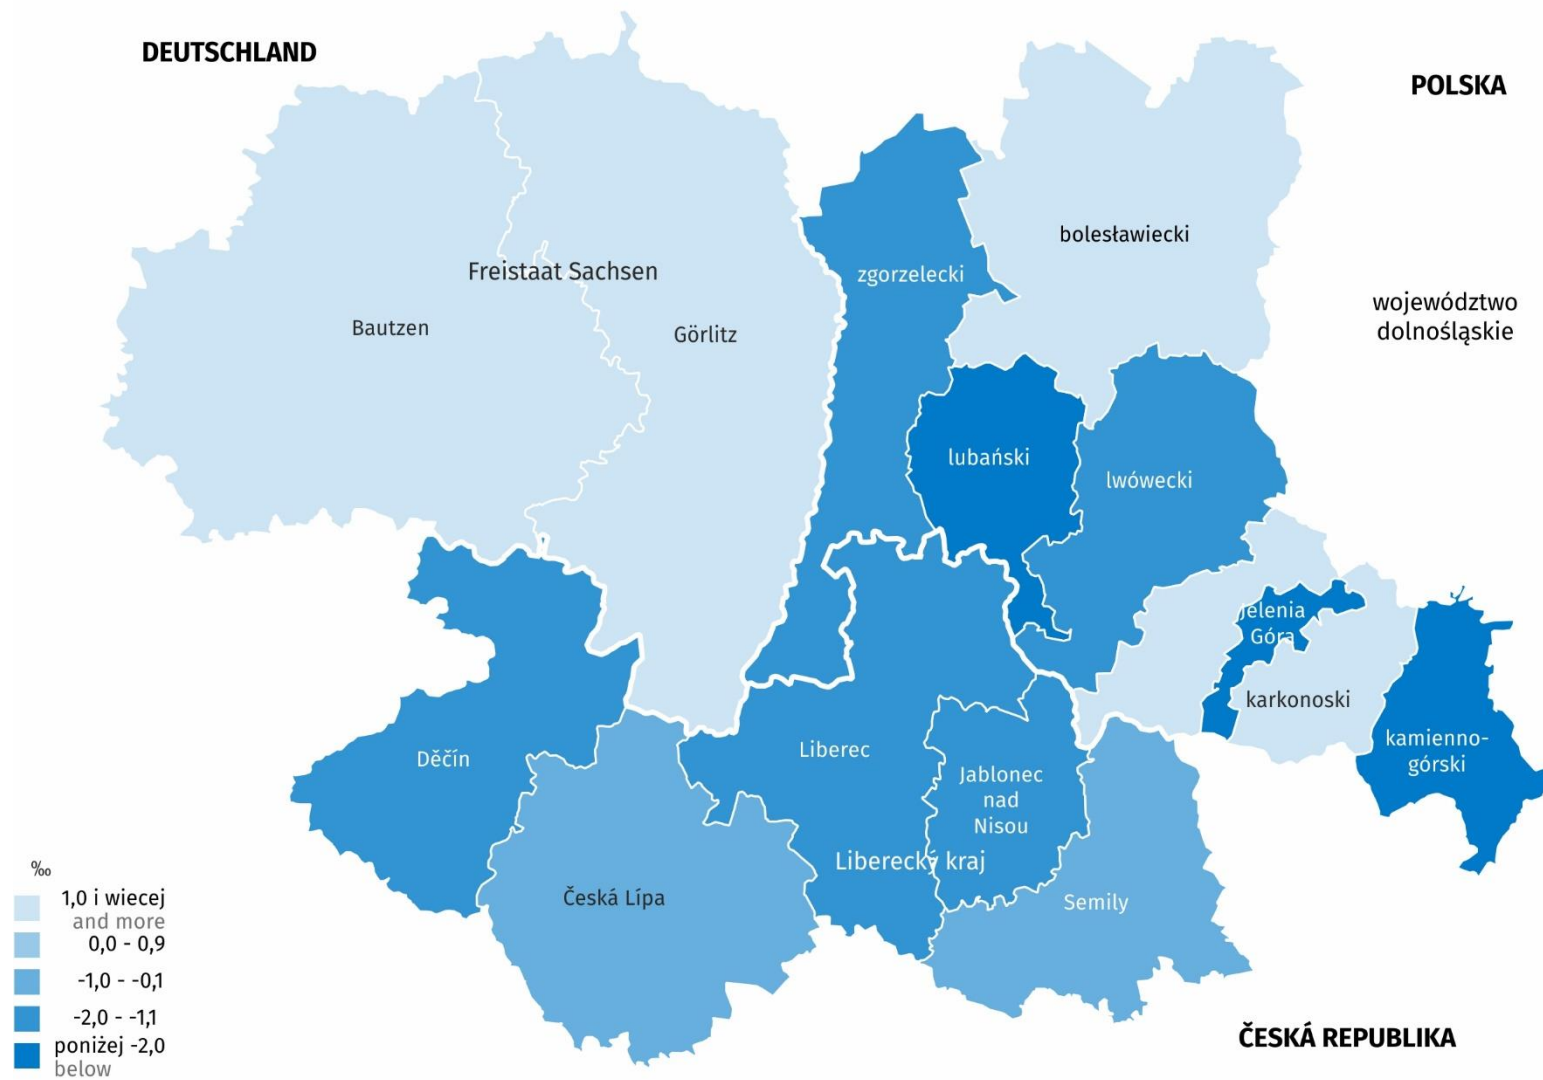 DEUTSCHLAND
POLSKA
bolesławiecki
zgorzelecki
Freistaat Sachsen
województwo
dolnośląskie
Bautzen
Görlitz
lubański
lwówecki
Jelenia
Góra
karkonoski
kamienno-
górski
Děčín
Liberec
Jablonec
nad
Nisou
Liberecký kraj
Česká Lípa
Semily
‰
1,0 i wiecej
and more
0,0 - 0,9
-1,0 - -0,1
-2,0 - -1,1
poniżej -2,0
below
ČESKÁ REPUBLIKA